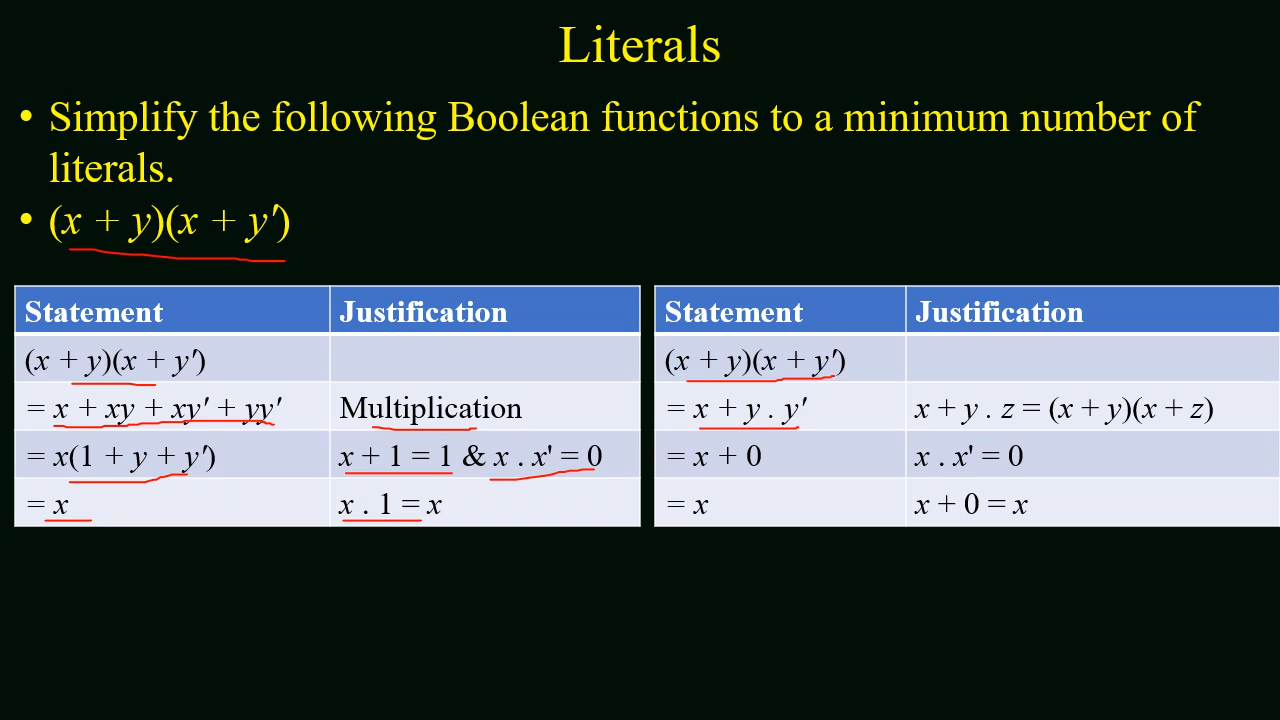 Literals
• Simplify the following Boolean functions to a minimum number of
literals.
• (x + y)(x + y′)
Statement Justification
(x + y)(x + y′)
= x + xy + xy′ + yy′ Multiplication
= x(1 + y + y′) x + 1 = 1 & x . x' = 0
= x x . 1 = x
Statement Justification
(x + y)(x + y′)
= x + y . y′ x + y . z = (x + y)(x + z)
= x + 0 x . x' = 0
= x x + 0 = x